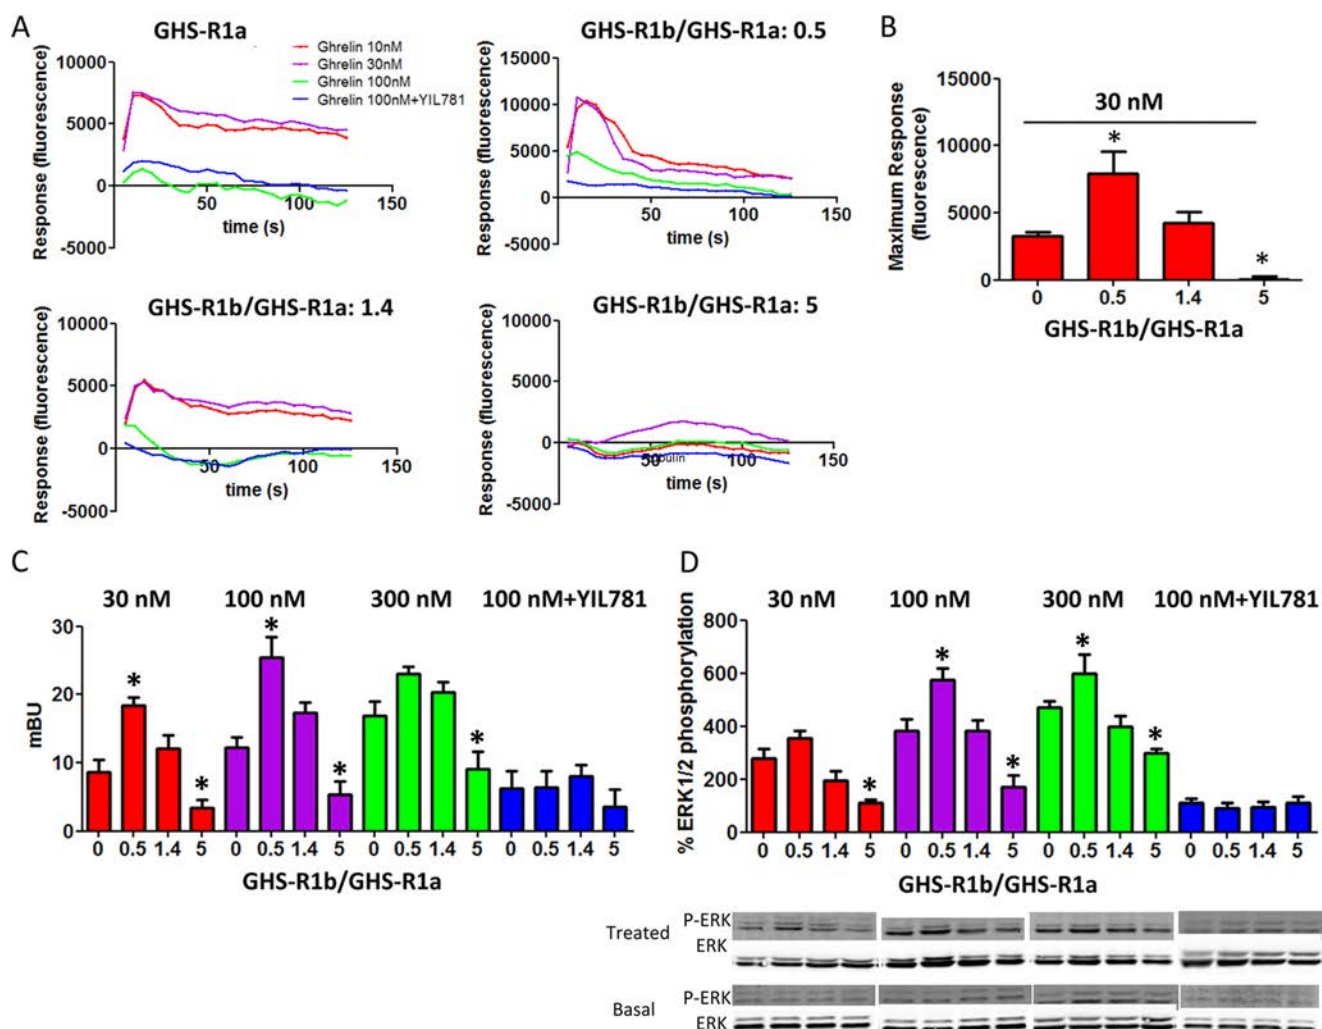 A
GHS-R1a
Ghrelin 10nM
Ghrelin 30nM
Ghrelin 100nM
Ghrelin 100nM+YIL781
Response (fluorescence)
10000
5000
0
-5000
50
100
150
time (s)
GHS-R1b/GHS-R1a: 0.5
Response (fluorescence)
15000
10000
5000
0
-5000
50
100
150
time (s)
B
Maximum Response
(fluorescence)
15000
10000
5000
0
30 nM
*
*
0 0.5 1.4 5
GHS-R1b/GHS-R1a
GHS-R1b/GHS-R1a: 1.4
Response (fluorescence)
10000
5000
0
-5000
50
100
150
time (s)
GHS-R1b/GHS-R1a: 5
Response (fluorescence)
10000
5000
0
-5000
50
100
150
time (s)
C
30 nM 100 nM 300 nM 100 nM+YIL781
mBU
30
20
10
0
* * * * *
0 0.5 1.4 5 0 0.5 1.4 5 0 0.5 1.4 5 0 0.5 1.4 5
GHS-R1b/GHS-R1a
D
30 nM 100 nM 300 nM 100 nM+YIL781
% ERK1/2 phosphorylation
800
600
400
200
0
* * * * *
0 0.5 1.4 5 0 0.5 1.4 5 0 0.5 1.4 5 0 0.5 1.4 5
GHS-R1b/GHS-R1a
Treated
P-ERK
ERK
Basal
P-ERK
ERK